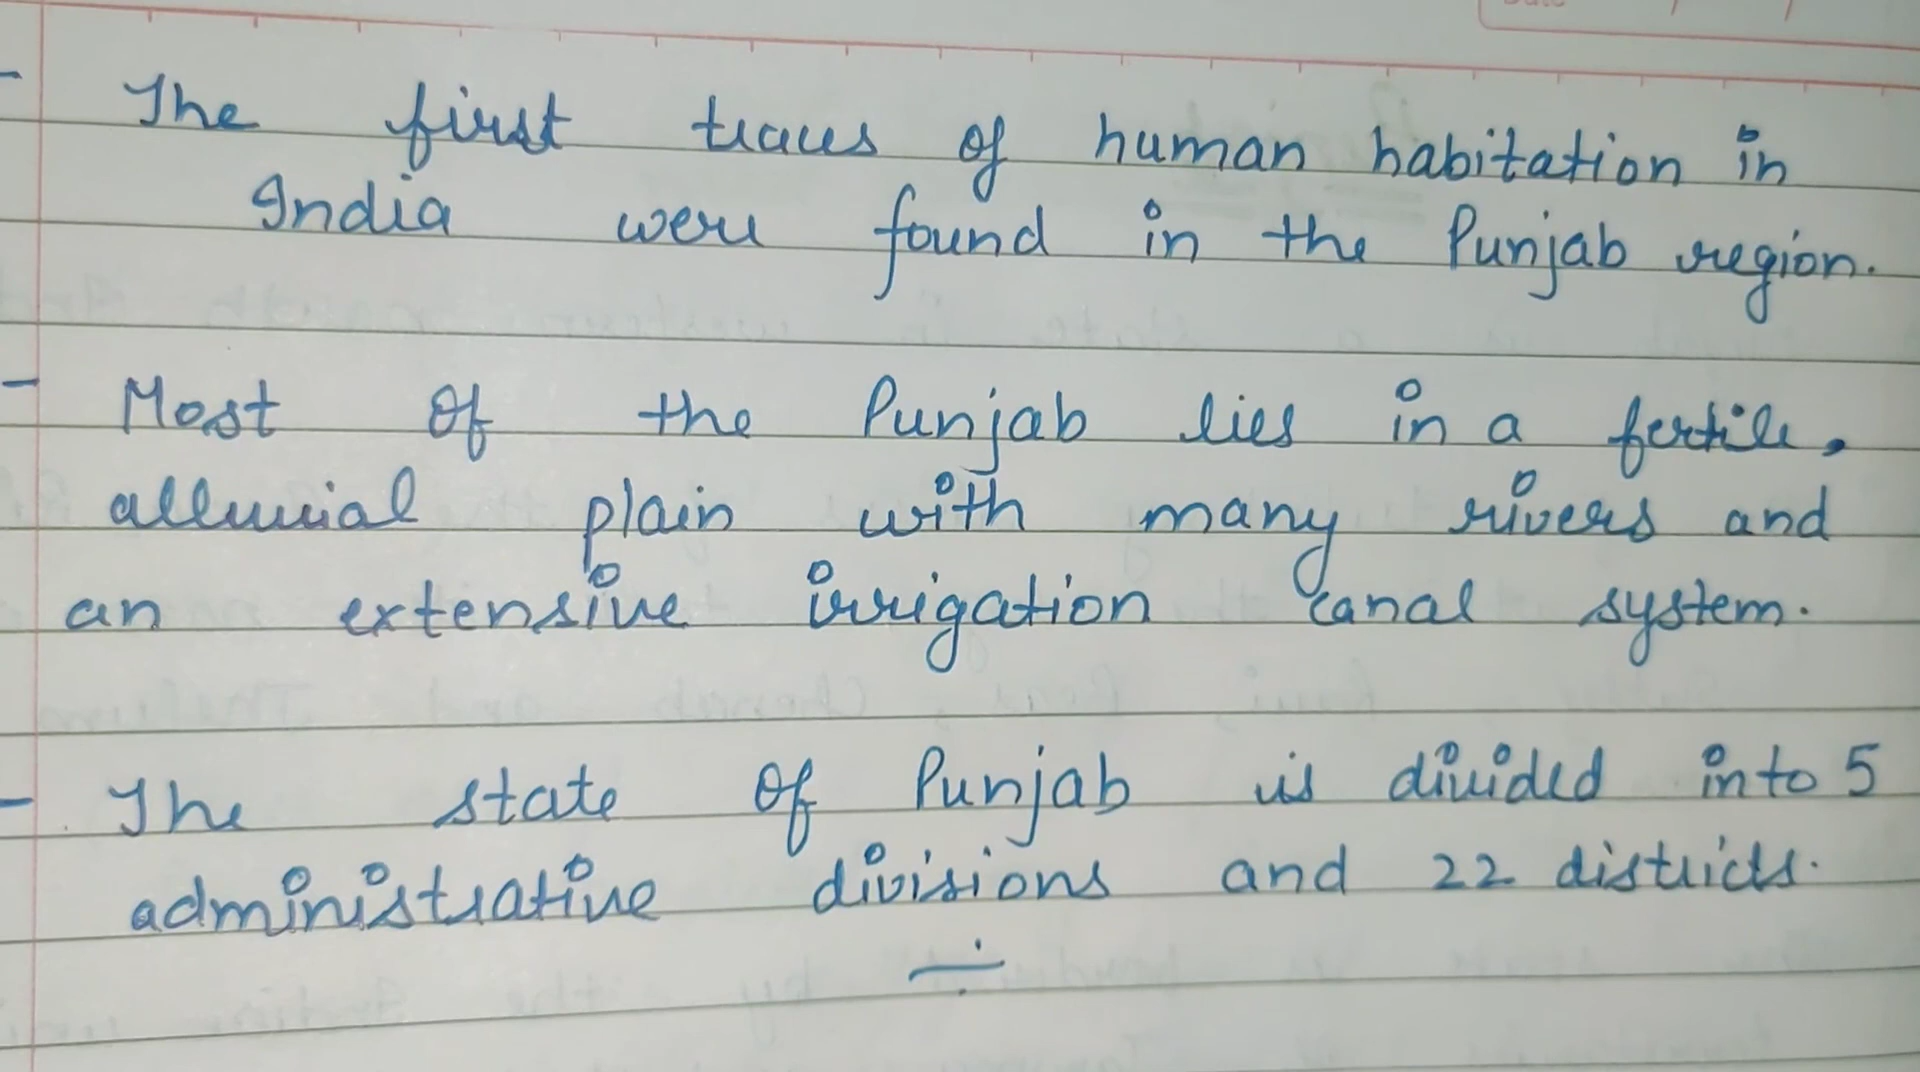 - The first traces of human habitation in
India were found in the Punjab region.
- Most of the Punjab lies in a fertile,
alluvial plain with many rivers and
an extensive irrigation canal system.
- The state of Punjab is divided into 5
administrative divisions and 22 districts.